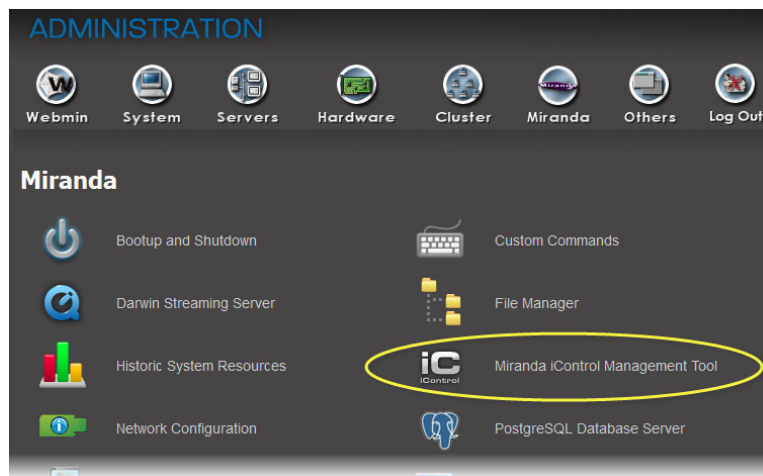 ADMINISTRATION
Webmin System Servers Hardware Cluster Miranda Others Log Out
Miranda
Bootup and Shutdown Custom Commands
Darwin Streaming Server File Manager
Historic System Resources iC iControl Miranda iControl Management Tool
Network Configuration PostgreSQL Database Server